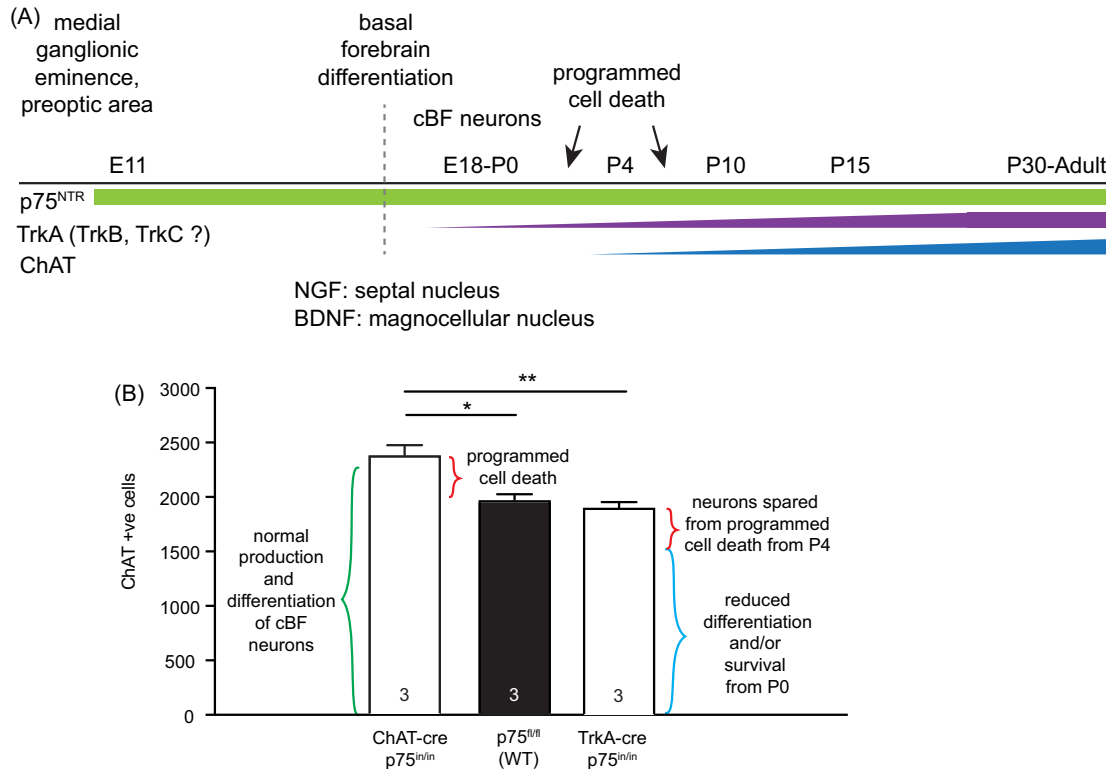 (A)
medial
ganglionic
eminence,
preoptic area
basal
forebrain
differentiation
programmed
cell death
cBF neurons
E11 E18-P0 P4 P10 P15 P30-Adult
p75NTR
TrkA (TrkB, TrkC ?)
ChAT
NGF: septal nucleus
BDNF: magnocellular nucleus
(B)
ChAT +ve cells
3000
2500
2000
1500
1000
500
0
**
*
normal
production
and
differentiation
of cBF
neurons
programmed
cell death
neurons spared
from programmed
cell death from P4
reduced
differentiation
and/or
survival
from P0
3 3 3
ChAT-cre
p75in/in
p75fl/fl
(WT)
TrkA-cre
p75in/in